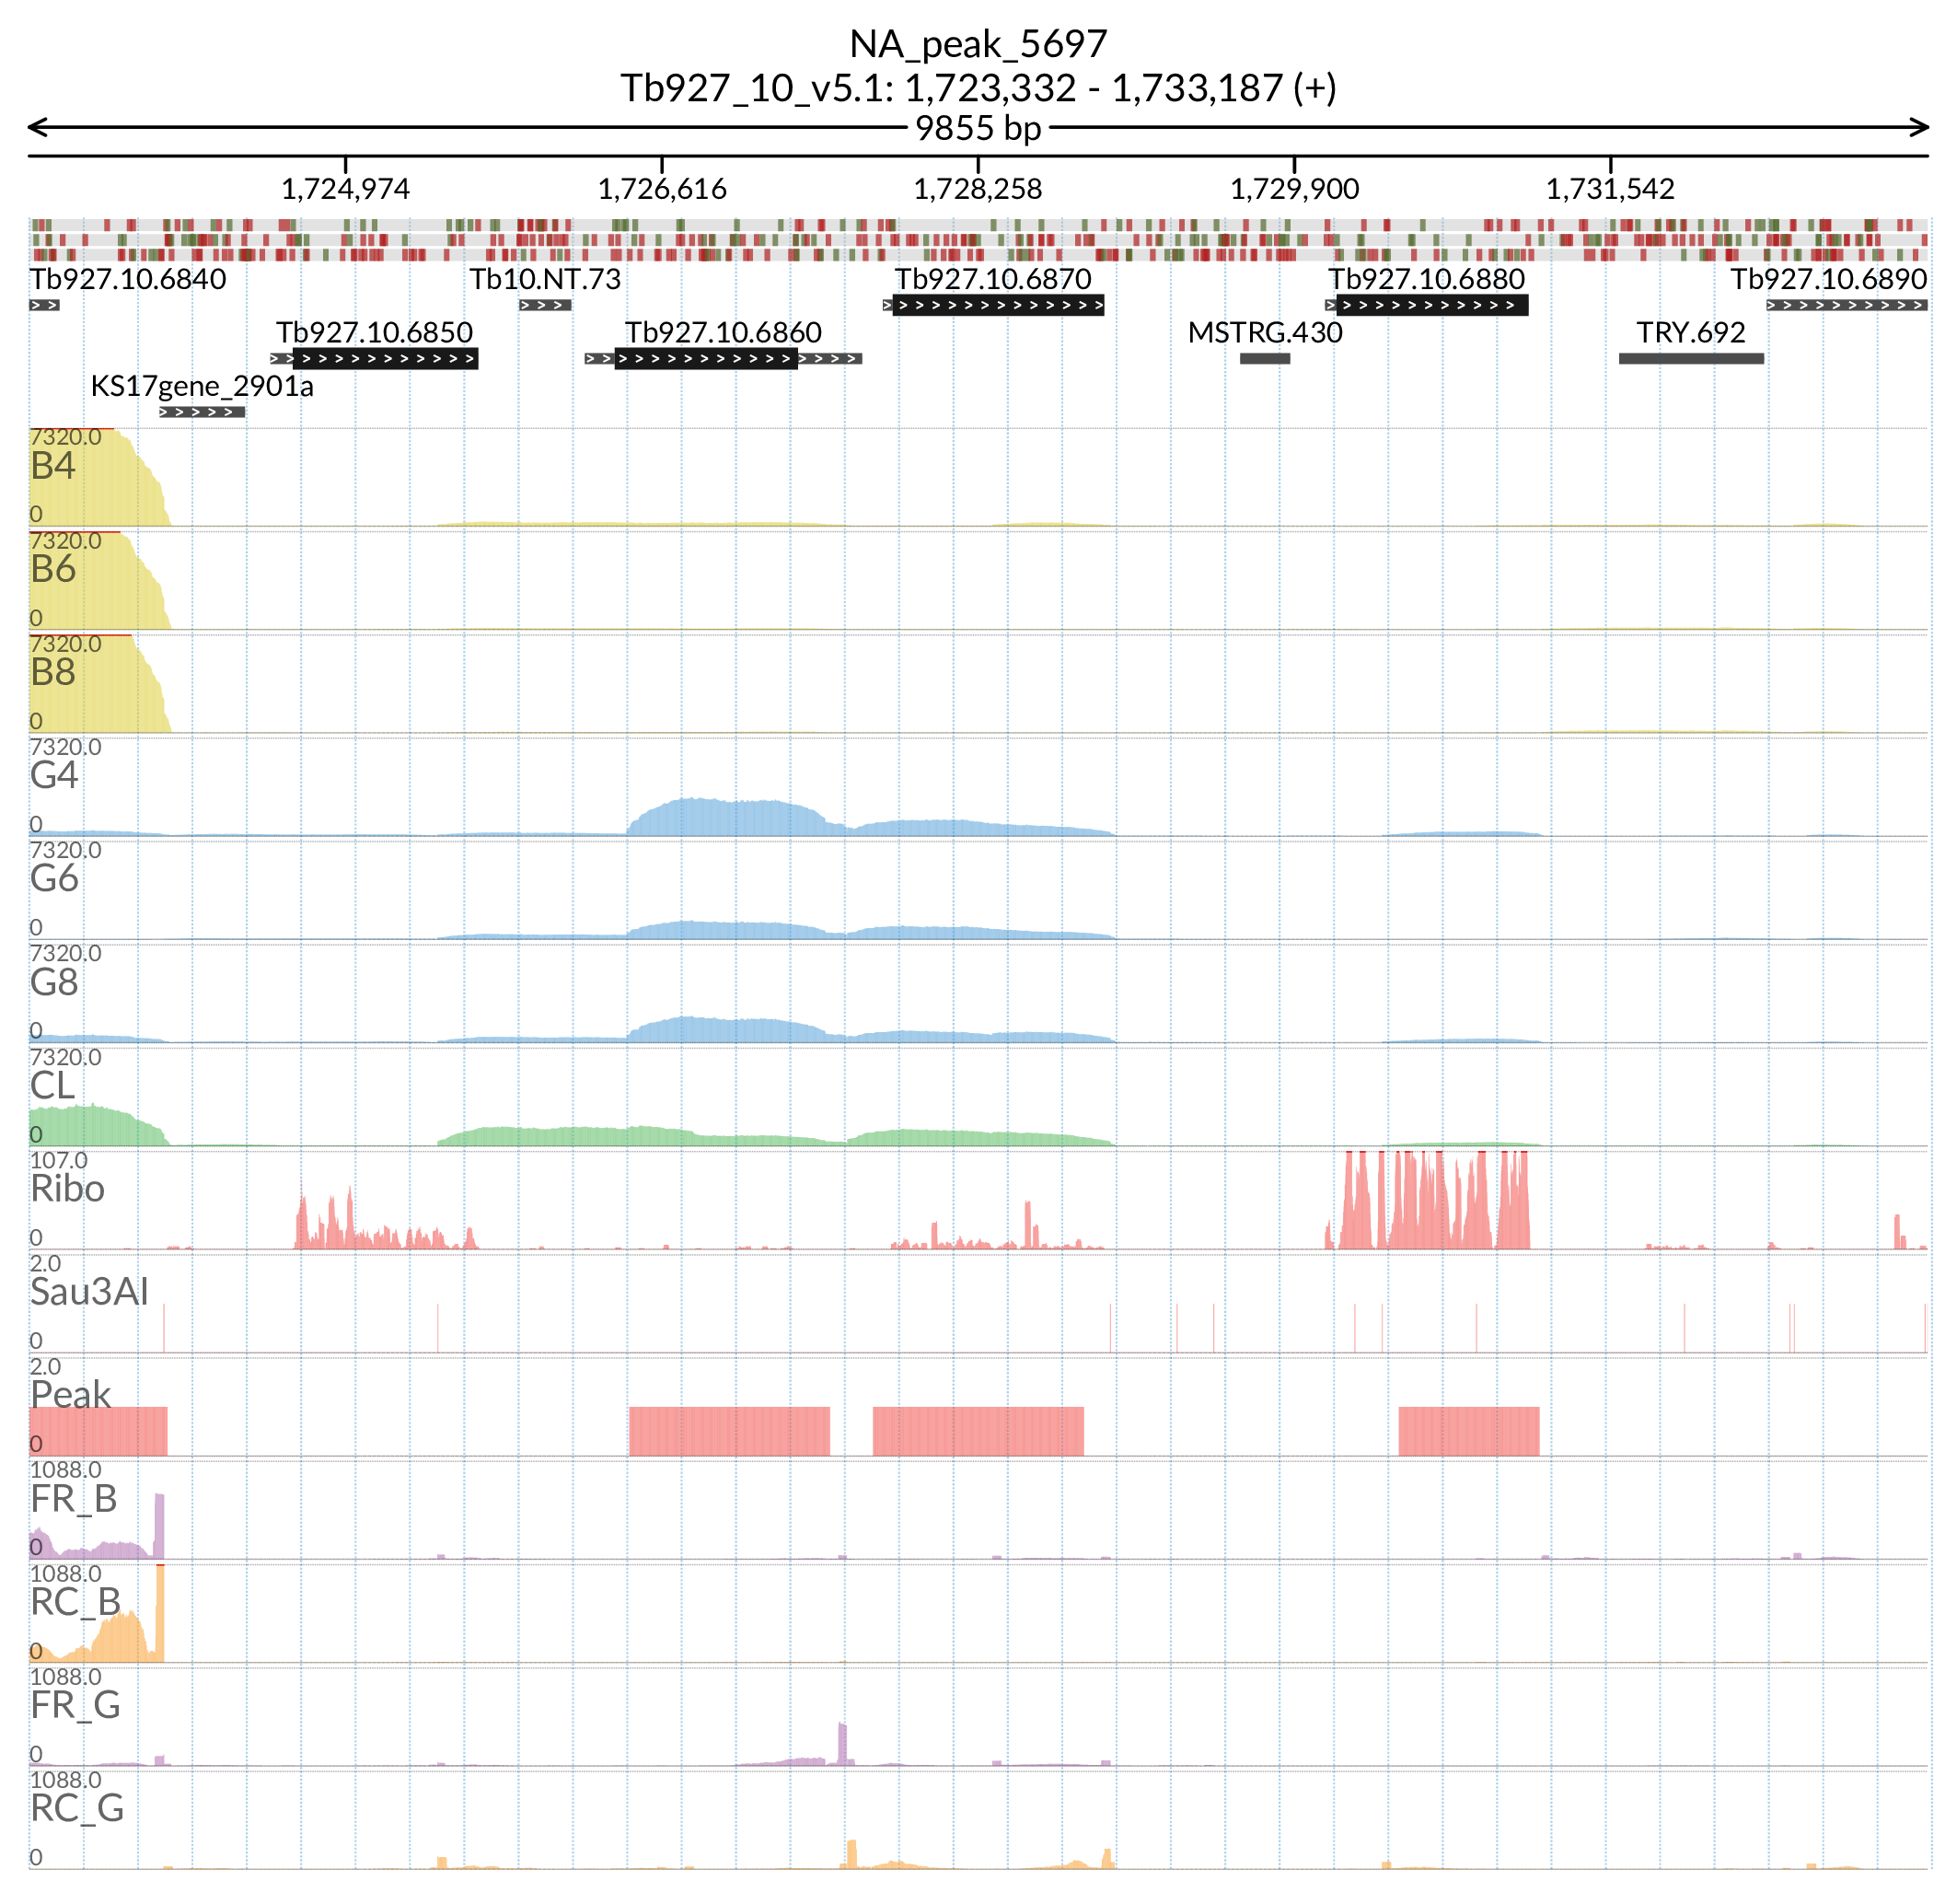 NA_peak_5697
Tb927_10_v5.1: 1,723,332 - 1,733,187 (+)
9855 bp
1,724,974 1,726,616 1,728,258 1,729,900 1,731,542
Tb927.10.6840 Tb10.NT.73 Tb927.10.6870 Tb927.10.6880 Tb927.10.6890
Tb927.10.6850 Tb927.10.6860 MSTRG.430 TRY.692
KS17gene_2901a
7320.0
B4
0
7320.0
B6
0
7320.0
B8
0
7320.0
G4
0
7320.0
G6
0
7320.0
G8
0
7320.0
CL
0
107.0
Ribo
0
2.0
Sau3AI
0
2.0
Peak
0
1088.0
FR_B
0
1088.0
RC_B
0
1088.0
FR_G
0
1088.0
RC_G
0